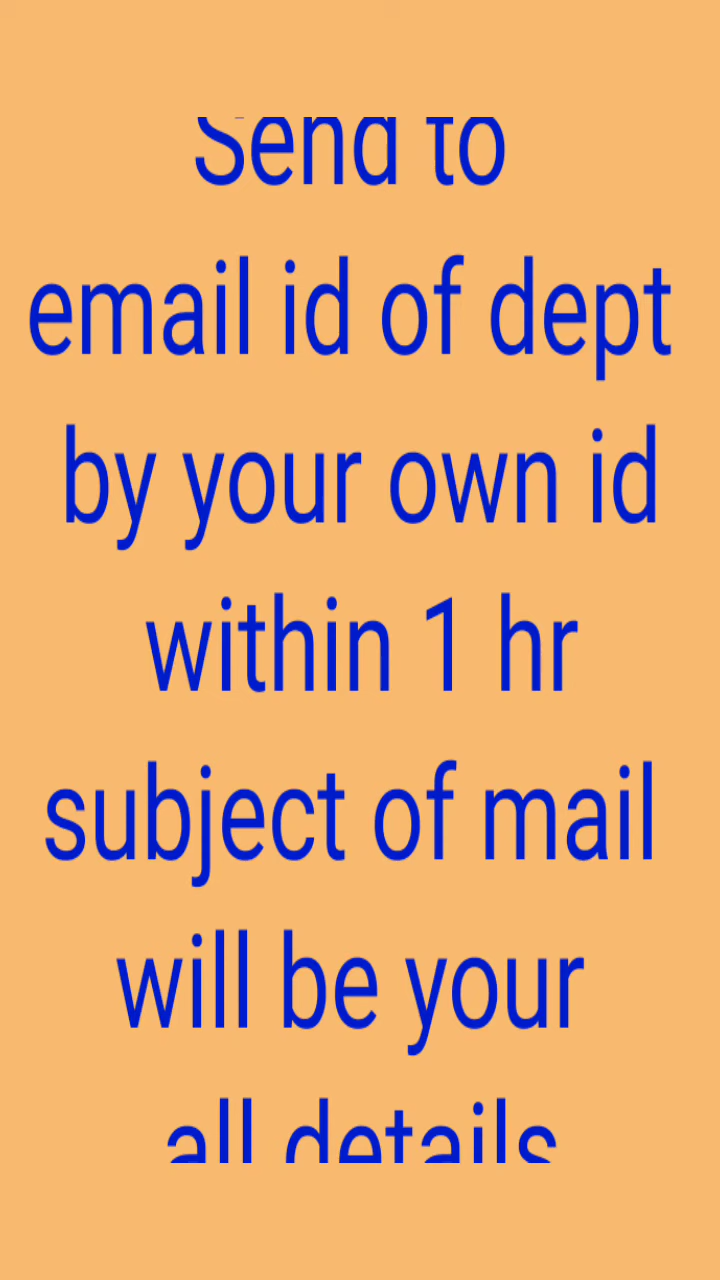 Send to
email id of dept
by your own id
within 1 hr
subject of mail
will be your
all details